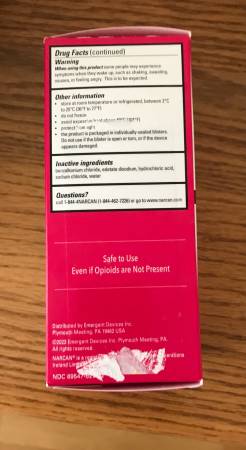 Drug Facts (continued)
Warning
When using this product some people may experience
symptoms when they wake up, such as shaking, sweating,
nausea, or feeling angry. This is to be expected.
Other information
• store at room temperature or refrigerated, between 2°C
to 25°C (36°F to 77°F)
• do not freeze
• avoid
• protect light
• the product is packaged in individually-sealed blisters.
Do not use if the blister is open or torn, or if the device
appears damaged.
Inactive ingredients
benzalkonium chloride, edetate disodium, hydrochloric acid,
sodium chloride, water
Questions?
call 1-844-4NARCAN (1-844-462-7226) or go to www.narcan.com
Safe to Use
Even if Opioids are Not Present
Distributed by Emergent Devices Inc.
Plymouth Meeting, PA 19462 USA
©2023 Emergent Devices Inc. Plymouth Meeting, PA.
All rights reserved.
NARCAN® is a
Ireland
NDC